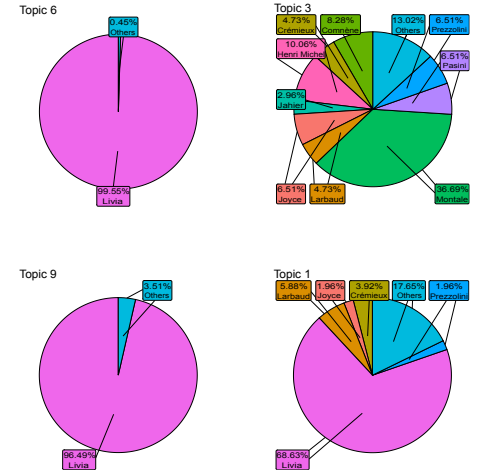 Topic 6
0.45%
Others
99.55%
Livia
Topic 3
4.73%
Crémieux
8.28%
Comnène
13.02%
Others
6.51%
Prezzolini
10.06%
Henri Michel
6.51%
Pasini
2.96%
Jahier
6.51%
Joyce
4.73%
Larbaud
36.69%
Montale
Topic 9
3.51%
Others
96.49%
Livia
Topic 1
5.88%
Larbaud
1.96%
Joyce
3.92%
Crémieux
17.65%
Others
1.96%
Prezzolini
68.63%
Livia